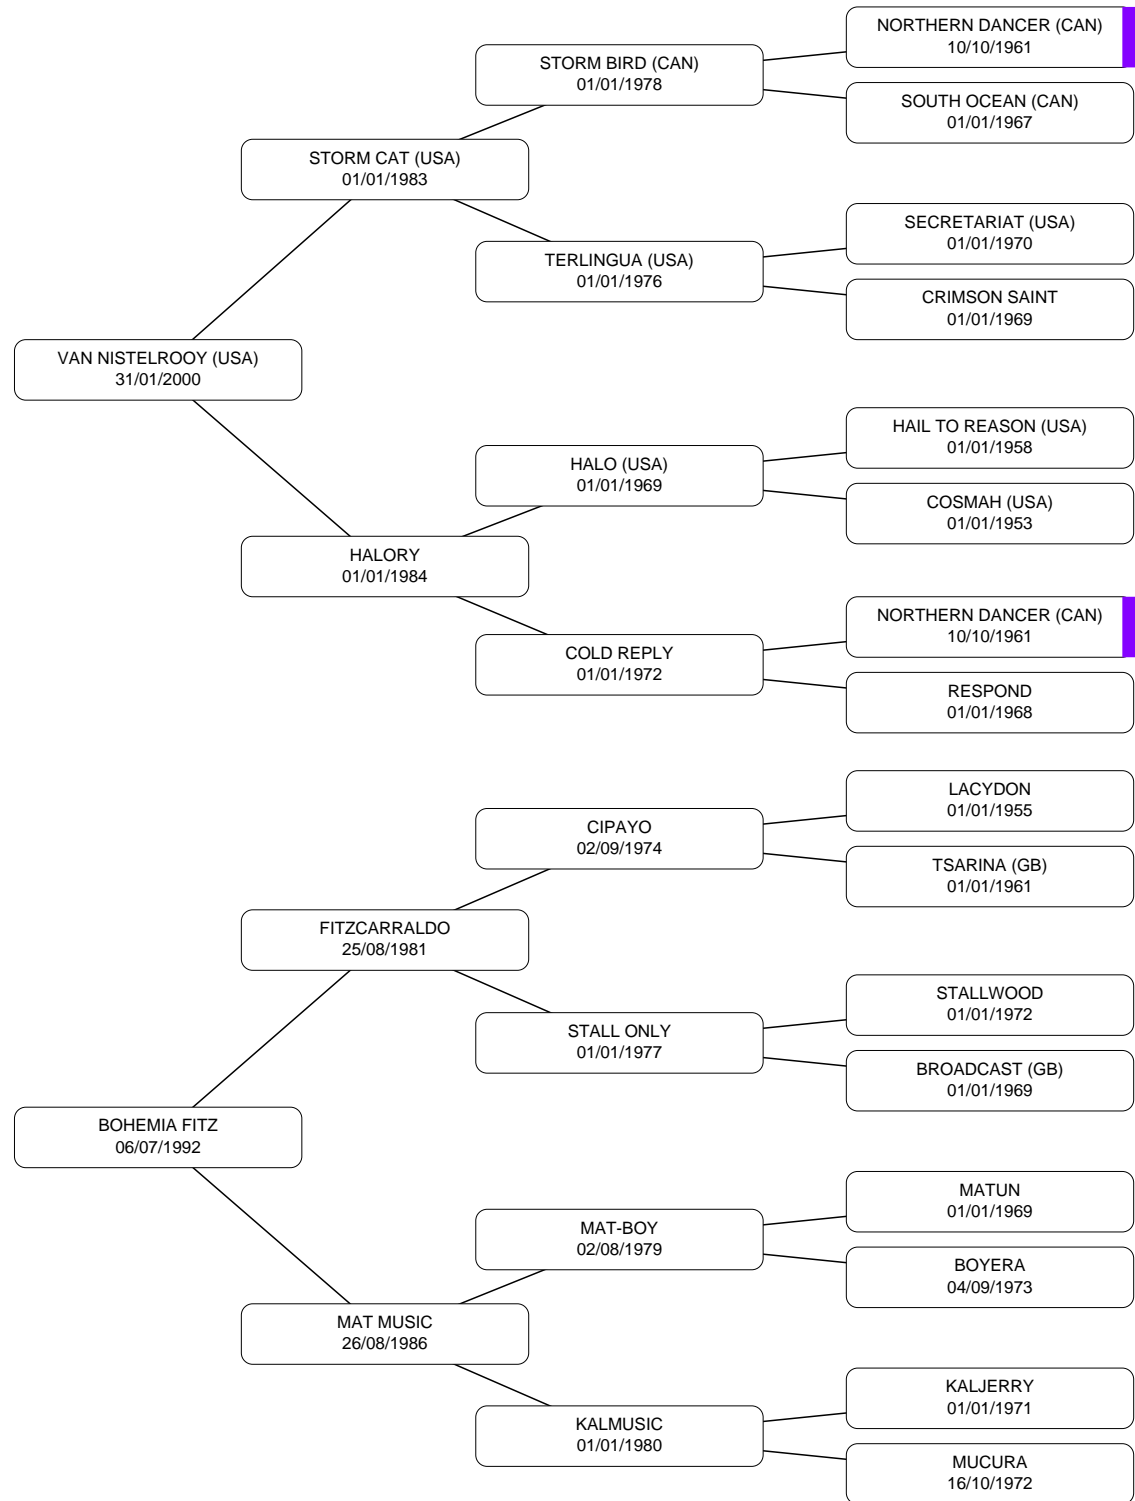 NORTHERN DANCER (CAN)
10/10/1961
STORM BIRD (CAN)
01/01/1978
SOUTH OCEAN (CAN)
01/01/1967
STORM CAT (USA)
01/01/1983
SECRETARIAT (USA)
01/01/1970
TERLINGUA (USA)
01/01/1976
CRIMSON SAINT
01/01/1969
VAN NISTELROOY (USA)
31/01/2000
HAIL TO REASON (USA)
01/01/1958
HALO (USA)
01/01/1969
COSMAH (USA)
01/01/1953
HALORY
01/01/1984
NORTHERN DANCER (CAN)
10/10/1961
COLD REPLY
01/01/1972
RESPOND
01/01/1968
LACYDON
01/01/1955
CIPAYO
02/09/1974
TSARINA (GB)
01/01/1961
FITZCARRALDO
25/08/1981
STALLWOOD
01/01/1972
STALL ONLY
01/01/1977
BROADCAST (GB)
01/01/1969
BOHEMIA FITZ
06/07/1992
MATUN
01/01/1969
MAT-BOY
02/08/1979
BOYERA
04/09/1973
MAT MUSIC
26/08/1986
KALJERRY
01/01/1971
KALMUSIC
01/01/1980
MUCURA
16/10/1972